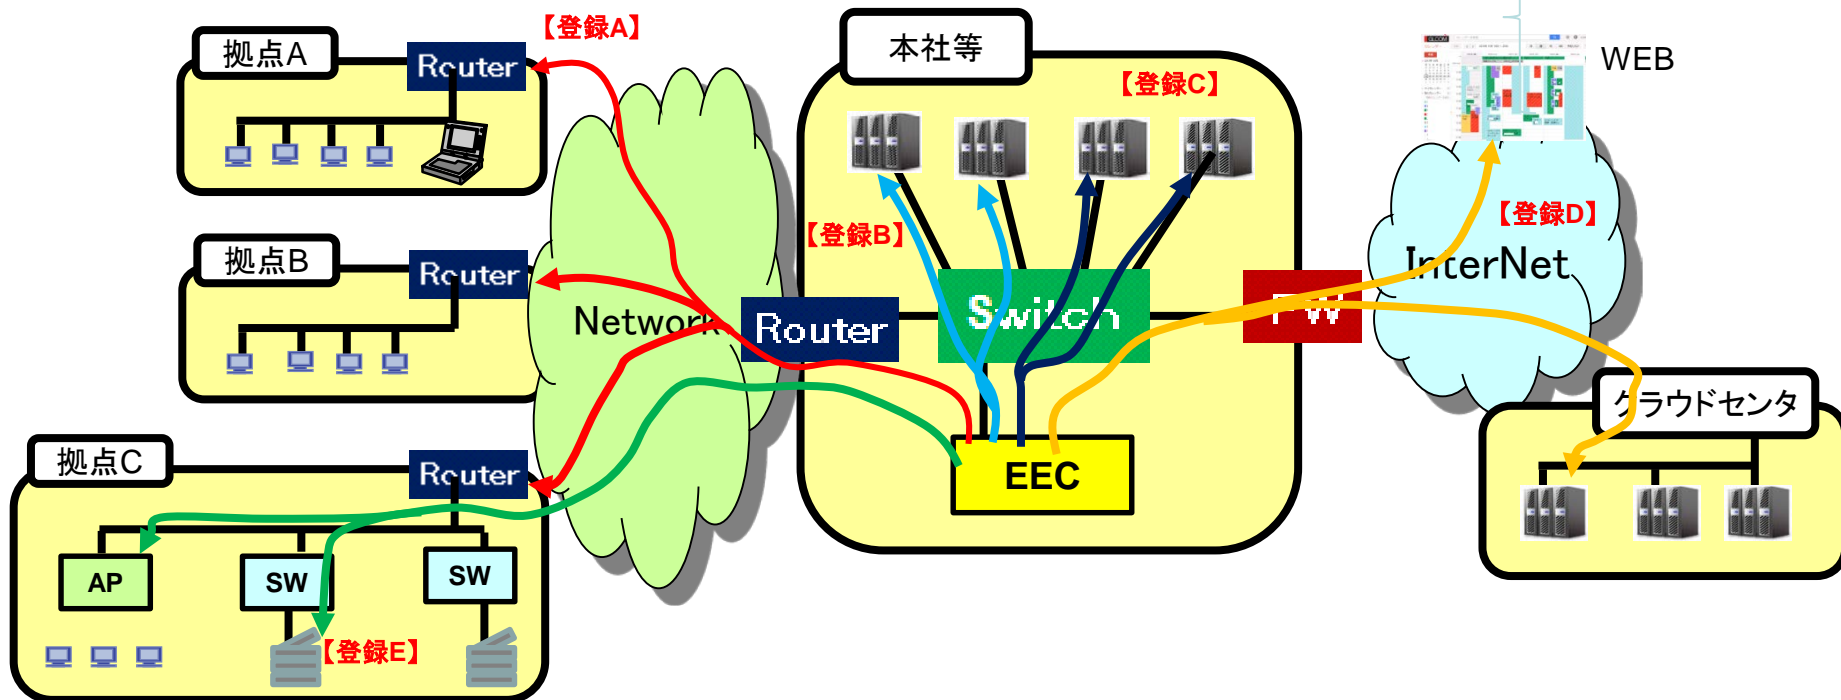 拠点A
Router
【登録A】
本社等
【登録C】
WEB
拠点B
Router
【登録B】
【登録D】
Network
Router
Switch
FW
InterNet
クラウドセンタ
拠点C
Router
EEC
AP
SW
SW
【登録E】